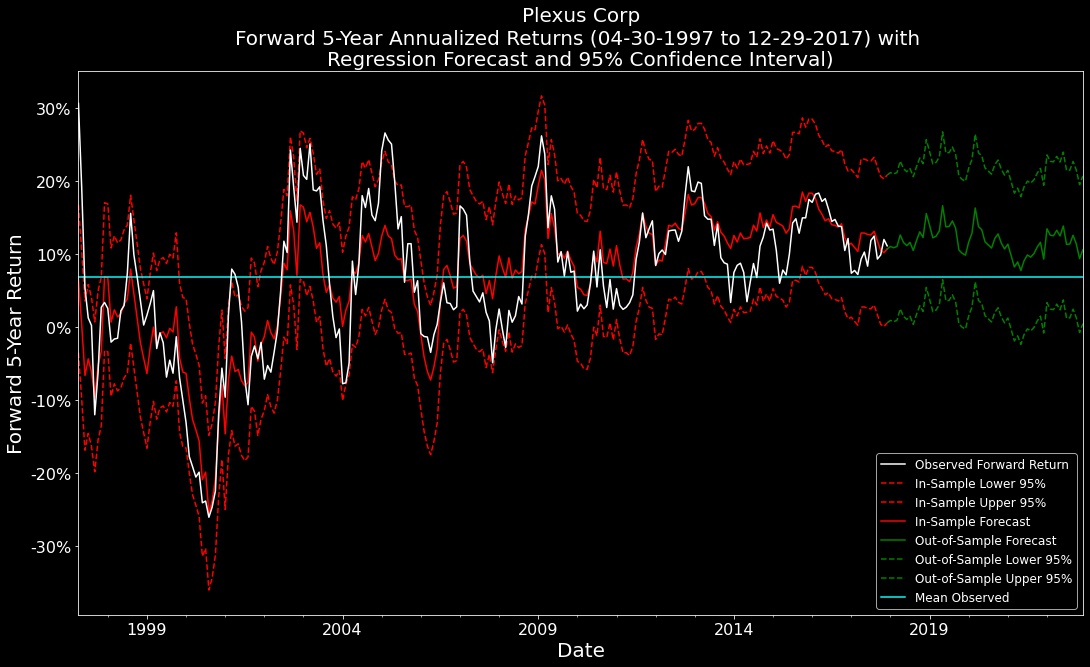 Plexus Corp
Forward 5-Year Annualized Returns (04-30-1997 to 12-29-2017) with
Regression Forecast and 95% Confidence Interval)
Forward 5-Year Return
30%
20%
10%
0%
-10%
-20%
-30%
Observed Forward Return
In-Sample Lower 95%
In-Sample Upper 95%
In-Sample Forecast
Out-of-Sample Forecast
Out-of-Sample Lower 95%
Out-of-Sample Upper 95%
Mean Observed
1999
2004
2009
2014
2019
Date